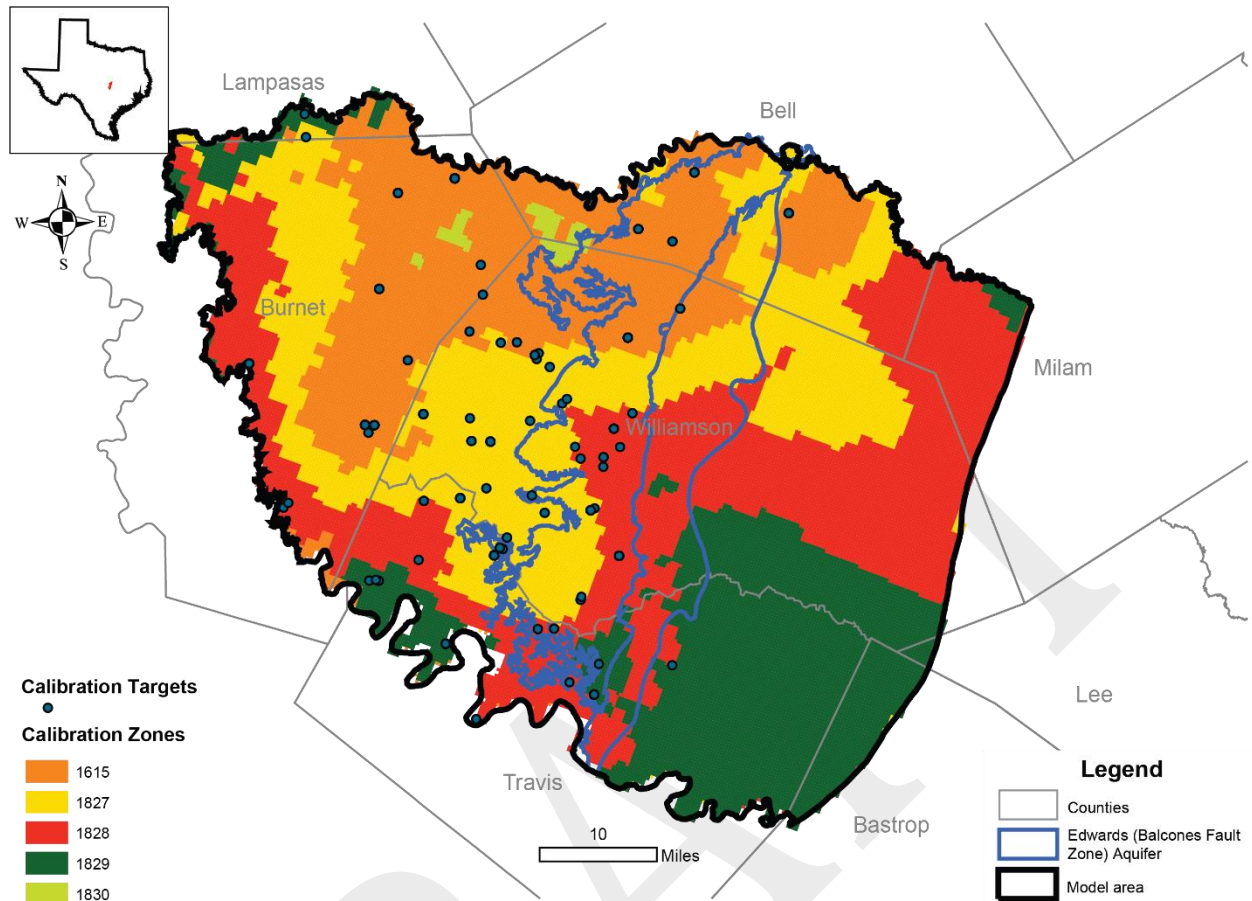 Lampasas
Bell
N
W E
S
Burnet
Milam
Williamson
Lee
Travis
Bastrop
10
Miles
Calibration Targets
Calibration Zones
1615
1827
1828
1829
1830
Legend
Counties
Edwards (Balcones Fault
Zone) Aquifer
Model area